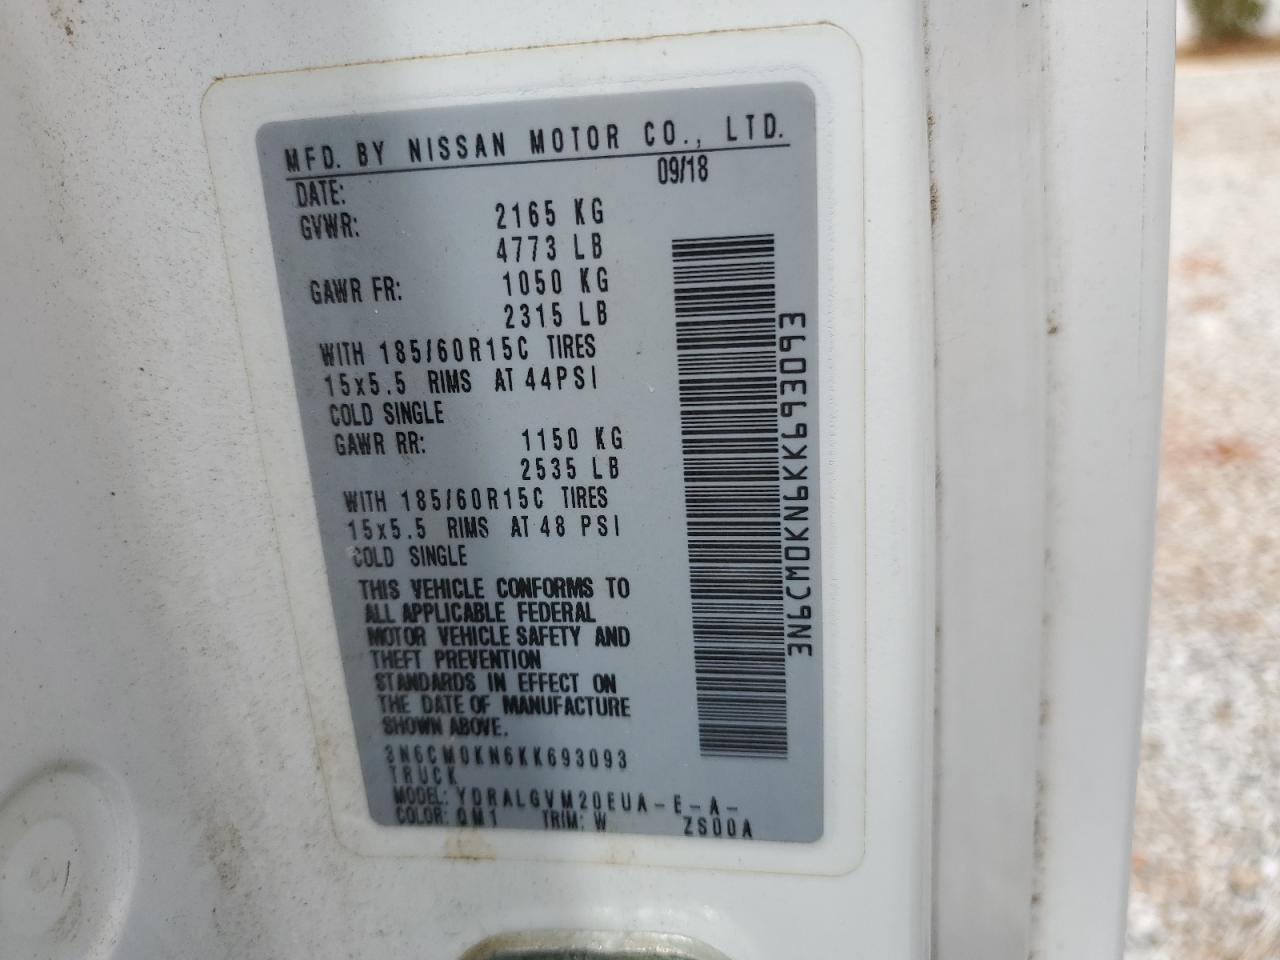 MFD. BY NISSAN MOTOR CO., LTD.
DATE: 09/18
GVWR: 2165 KG
4773 LB
GAWR FR: 1050 KG
2315 LB
WITH 185/60R15C TIRES
15x5.5 RIMS AT 44PSI
COLD SINGLE
GAWR RR: 1150 KG
2535 LB
WITH 185/60R15C TIRES
15x5.5 RIMS AT 48 PSI
COLD SINGLE
THIS VEHICLE CONFORMS TO
ALL APPLICABLE FEDERAL
MOTOR VEHICLE SAFETY AND
THEFT PREVENTION
STANDARDS IN EFFECT ON
THE DATE OF MANUFACTURE
SHOWN ABOVE.
3N6CM0KN6KK693093
TRUCK
MODEL: YDRALGVM20EUA-E-A-
COLOR: QM1 TRIM: W ZS00A
3N6CM0KN6KK693093